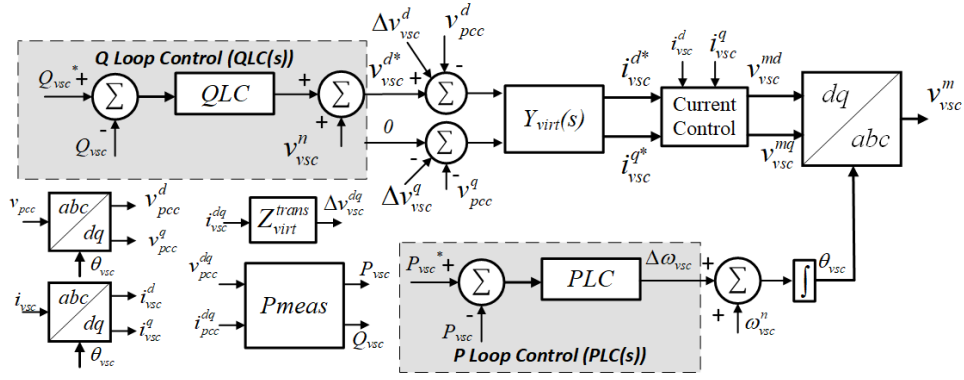 Q Loop Control (QLC(s))
Q_vsc* +
Σ
-
Q_vsc
QLC
+
Σ
+
v_vsc^n
v_vsc^d*
0
Δv_vsc^d
v_pcc^d
-
+
-
Σ
Σ
-
-
Δv_vsc^q
v_pcc^q
Y_virt(s)
i_vsc^d*
i_vsc^q*
i_vsc^d
i_vsc^q
Current
Control
v_vsc^md
v_vsc^mq
dq
abc
v_vsc^m
v_pcc
abc
dq
v_pcc^d
v_pcc^q
θ_vsc
i_vsc
abc
dq
i_vsc^d
i_vsc^q
θ_vsc
i_vsc^dq
Z_virt^trans
Δv_vsc^dq
v_pcc^dq
i_pcc^dq
Pmeas
P_vsc
Q_vsc
P_vsc* +
Σ
-
P_vsc
PLC
Δω_vsc
+
Σ
+
ω_vsc^n
∫
θ_vsc
P Loop Control (PLC(s))